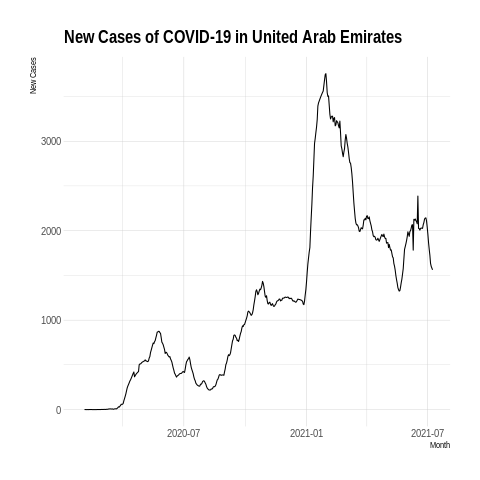 New Cases of COVID-19 in United Arab Emirates
New Cases
3000
2000
1000
0
2020-07 2021-01 2021-07
Month